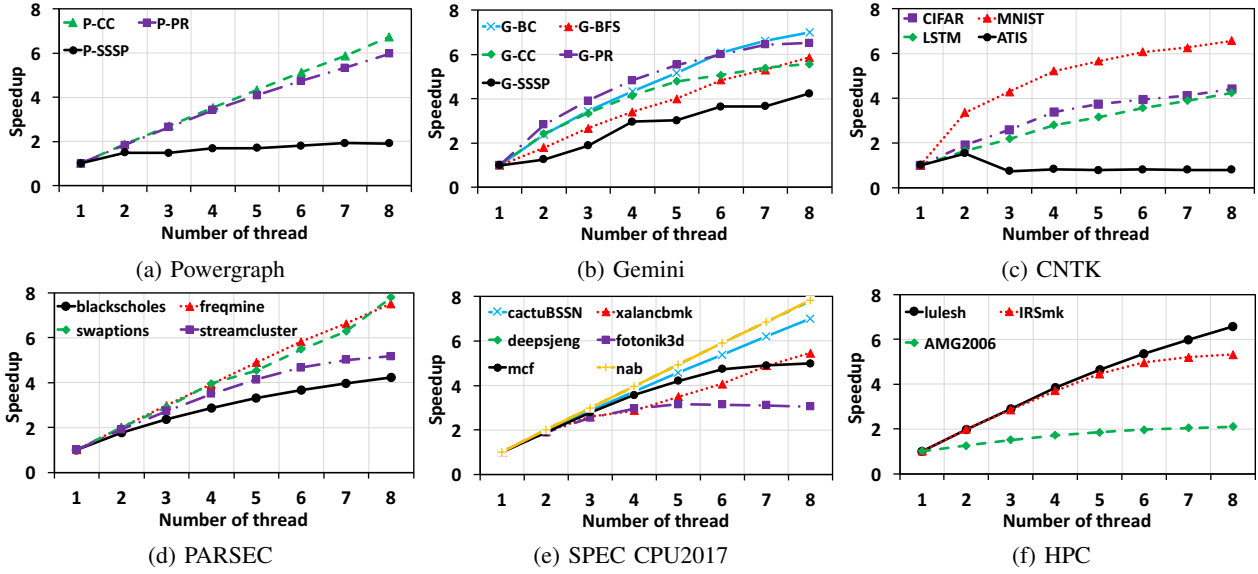 P-CC P-PR
P-SSSP
Speedup
8
6
4
2
0
1 2 3 4 5 6 7 8
Number of thread
(a) Powergraph
G-BC G-BFS
G-CC G-PR
G-SSSP
Speedup
8
6
4
2
0
1 2 3 4 5 6 7 8
Number of thread
(b) Gemini
CIFAR MNIST
LSTM ATIS
Speedup
8
6
4
2
0
1 2 3 4 5 6 7 8
Number of thread
(c) CNTK
blackscholes freqmine
swaptions streamcluster
Speedup
8
6
4
2
0
1 2 3 4 5 6 7 8
Number of thread
(d) PARSEC
cactuBSSN xalancbmk
deepsjeng fotonik3d
mcf nab
Speedup
8
6
4
2
0
1 2 3 4 5 6 7 8
Number of thread
(e) SPEC CPU2017
lulesh IRSmk
AMG2006
Speedup
8
6
4
2
0
1 2 3 4 5 6 7 8
Number of thread
(f) HPC